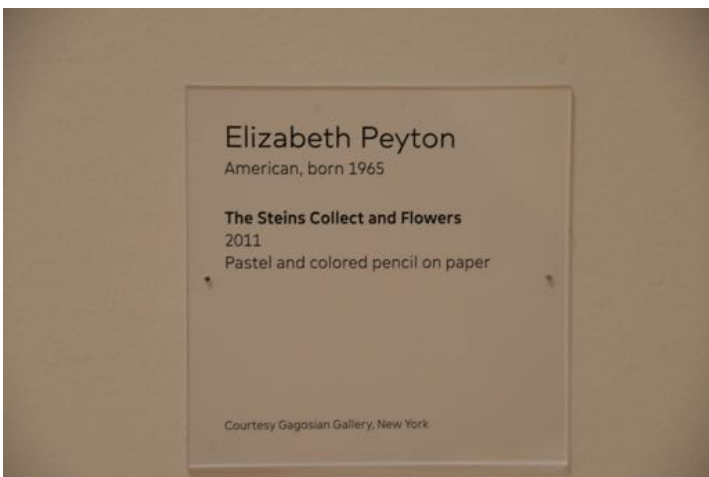 Elizabeth Peyton
American, born 1965
The Steins Collect and Flowers
2011
Pastel and colored pencil on paper
Courtesy Gagosian Gallery, New York